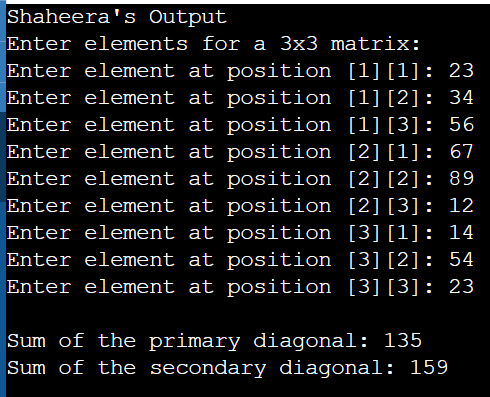 Shaheera's Output
Enter elements for a 3x3 matrix:
Enter element at position [1][1]: 23
Enter element at position [1][2]: 34
Enter element at position [1][3]: 56
Enter element at position [2][1]: 67
Enter element at position [2][2]: 89
Enter element at position [2][3]: 12
Enter element at position [3][1]: 14
Enter element at position [3][2]: 54
Enter element at position [3][3]: 23
Sum of the primary diagonal: 135
Sum of the secondary diagonal: 159